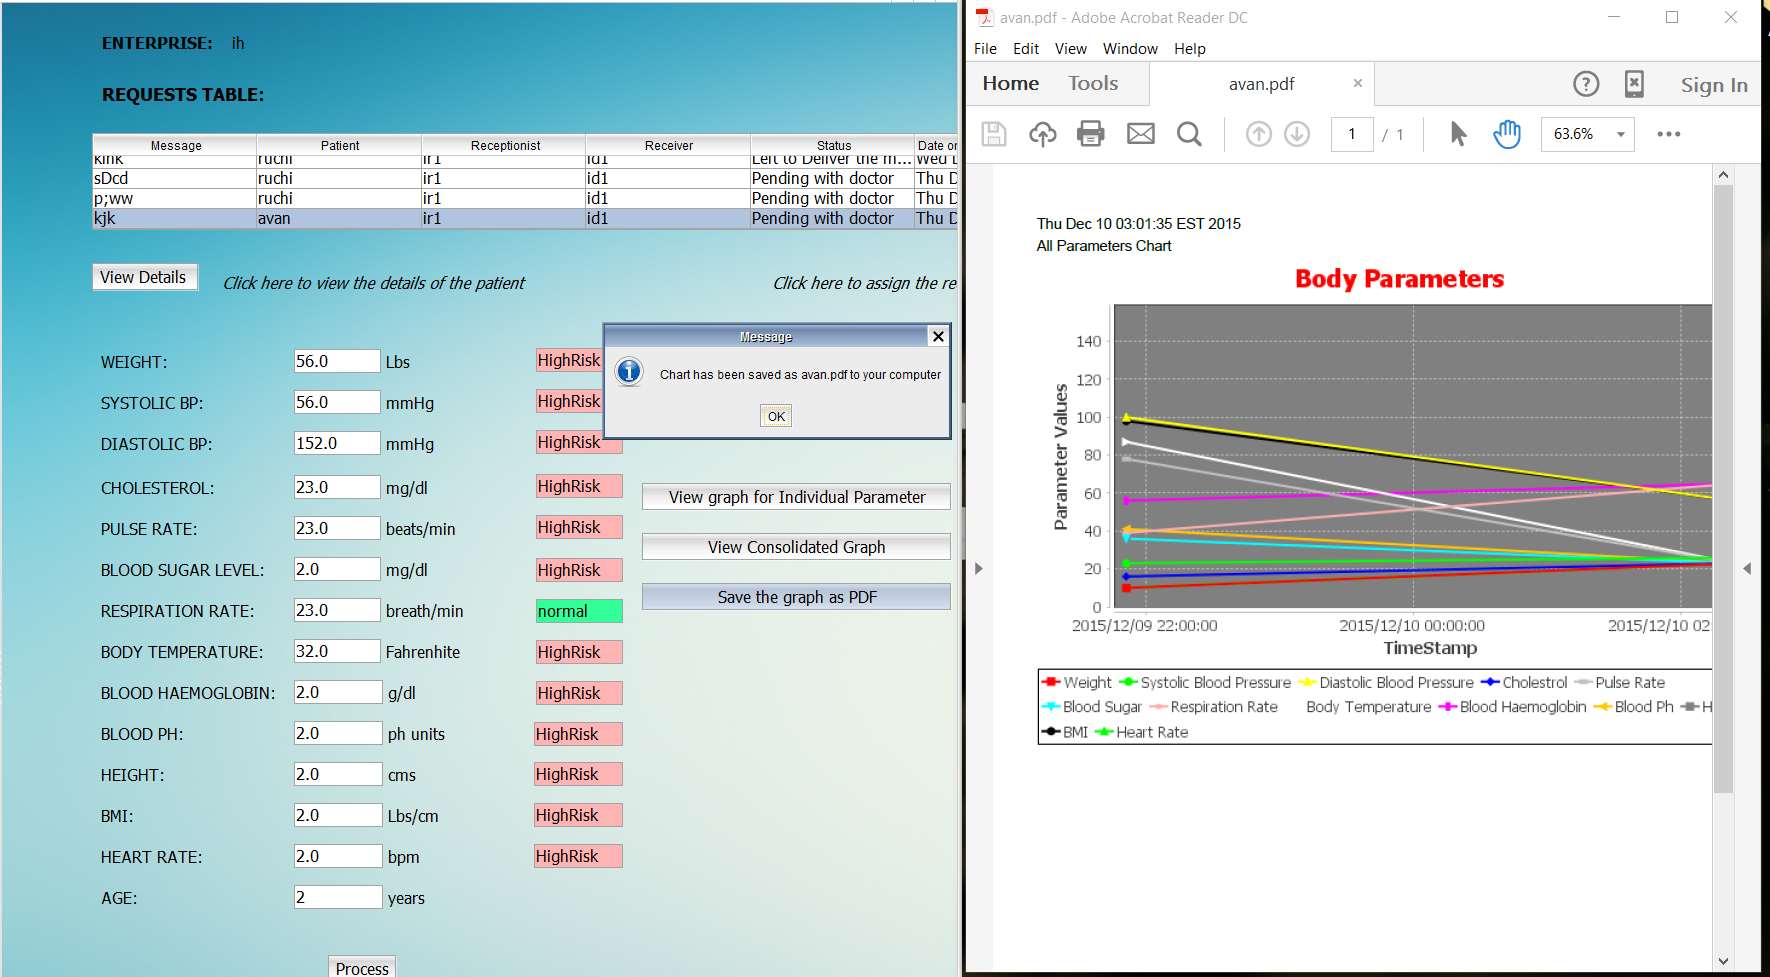 ENTERPRISE: ih
REQUESTS TABLE:
Message Patient Receptionist Receiver Status Date or
kink ruchi ir1 id1 Left to Deliver the m... Wed D
sDcd ruchi ir1 id1 Pending with doctor Thu D
p;ww ruchi ir1 id1 Pending with doctor Thu D
kjk avan ir1 id1 Pending with doctor Thu D
View Details Click here to view the details of the patient Click here to assign the re
Message
Chart has been saved as avan.pdf to your computer
OK
WEIGHT: 56.0 Lbs HighRisk
SYSTOLIC BP: 56.0 mmHg HighRisk
DIASTOLIC BP: 152.0 mmHg HighRisk
CHOLESTEROL: 23.0 mg/dl HighRisk
PULSE RATE: 23.0 beats/min HighRisk
BLOOD SUGAR LEVEL: 2.0 mg/dl HighRisk
RESPIRATION RATE: 23.0 breath/min normal
BODY TEMPERATURE: 32.0 Fahrenhite HighRisk
BLOOD HAEMOGLOBIN: 2.0 g/dl HighRisk
BLOOD PH: 2.0 ph units HighRisk
HEIGHT: 2.0 cms HighRisk
BMI: 2.0 Lbs/cm HighRisk
HEART RATE: 2.0 bpm HighRisk
AGE: 2 years
View graph for Individual Parameter
View Consolidated Graph
Save the graph as PDF
Process
avan.pdf - Adobe Acrobat Reader DC
File Edit View Window Help
Home Tools avan.pdf × Sign In
1 / 1 63.6%
Thu Dec 10 03:01:35 EST 2015
All Parameters Chart
Body Parameters
Parameter Values
140
120
100
80
60
40
20
0
2015/12/09 22:00:00 2015/12/10 00:00:00 2015/12/10 02:
TimeStamp
Weight Systolic Blood Pressure Diastolic Blood Pressure Cholestrol Pulse Rate
Blood Sugar Respiration Rate Body Temperature Blood Haemoglobin Blood Ph H
BMI Heart Rate